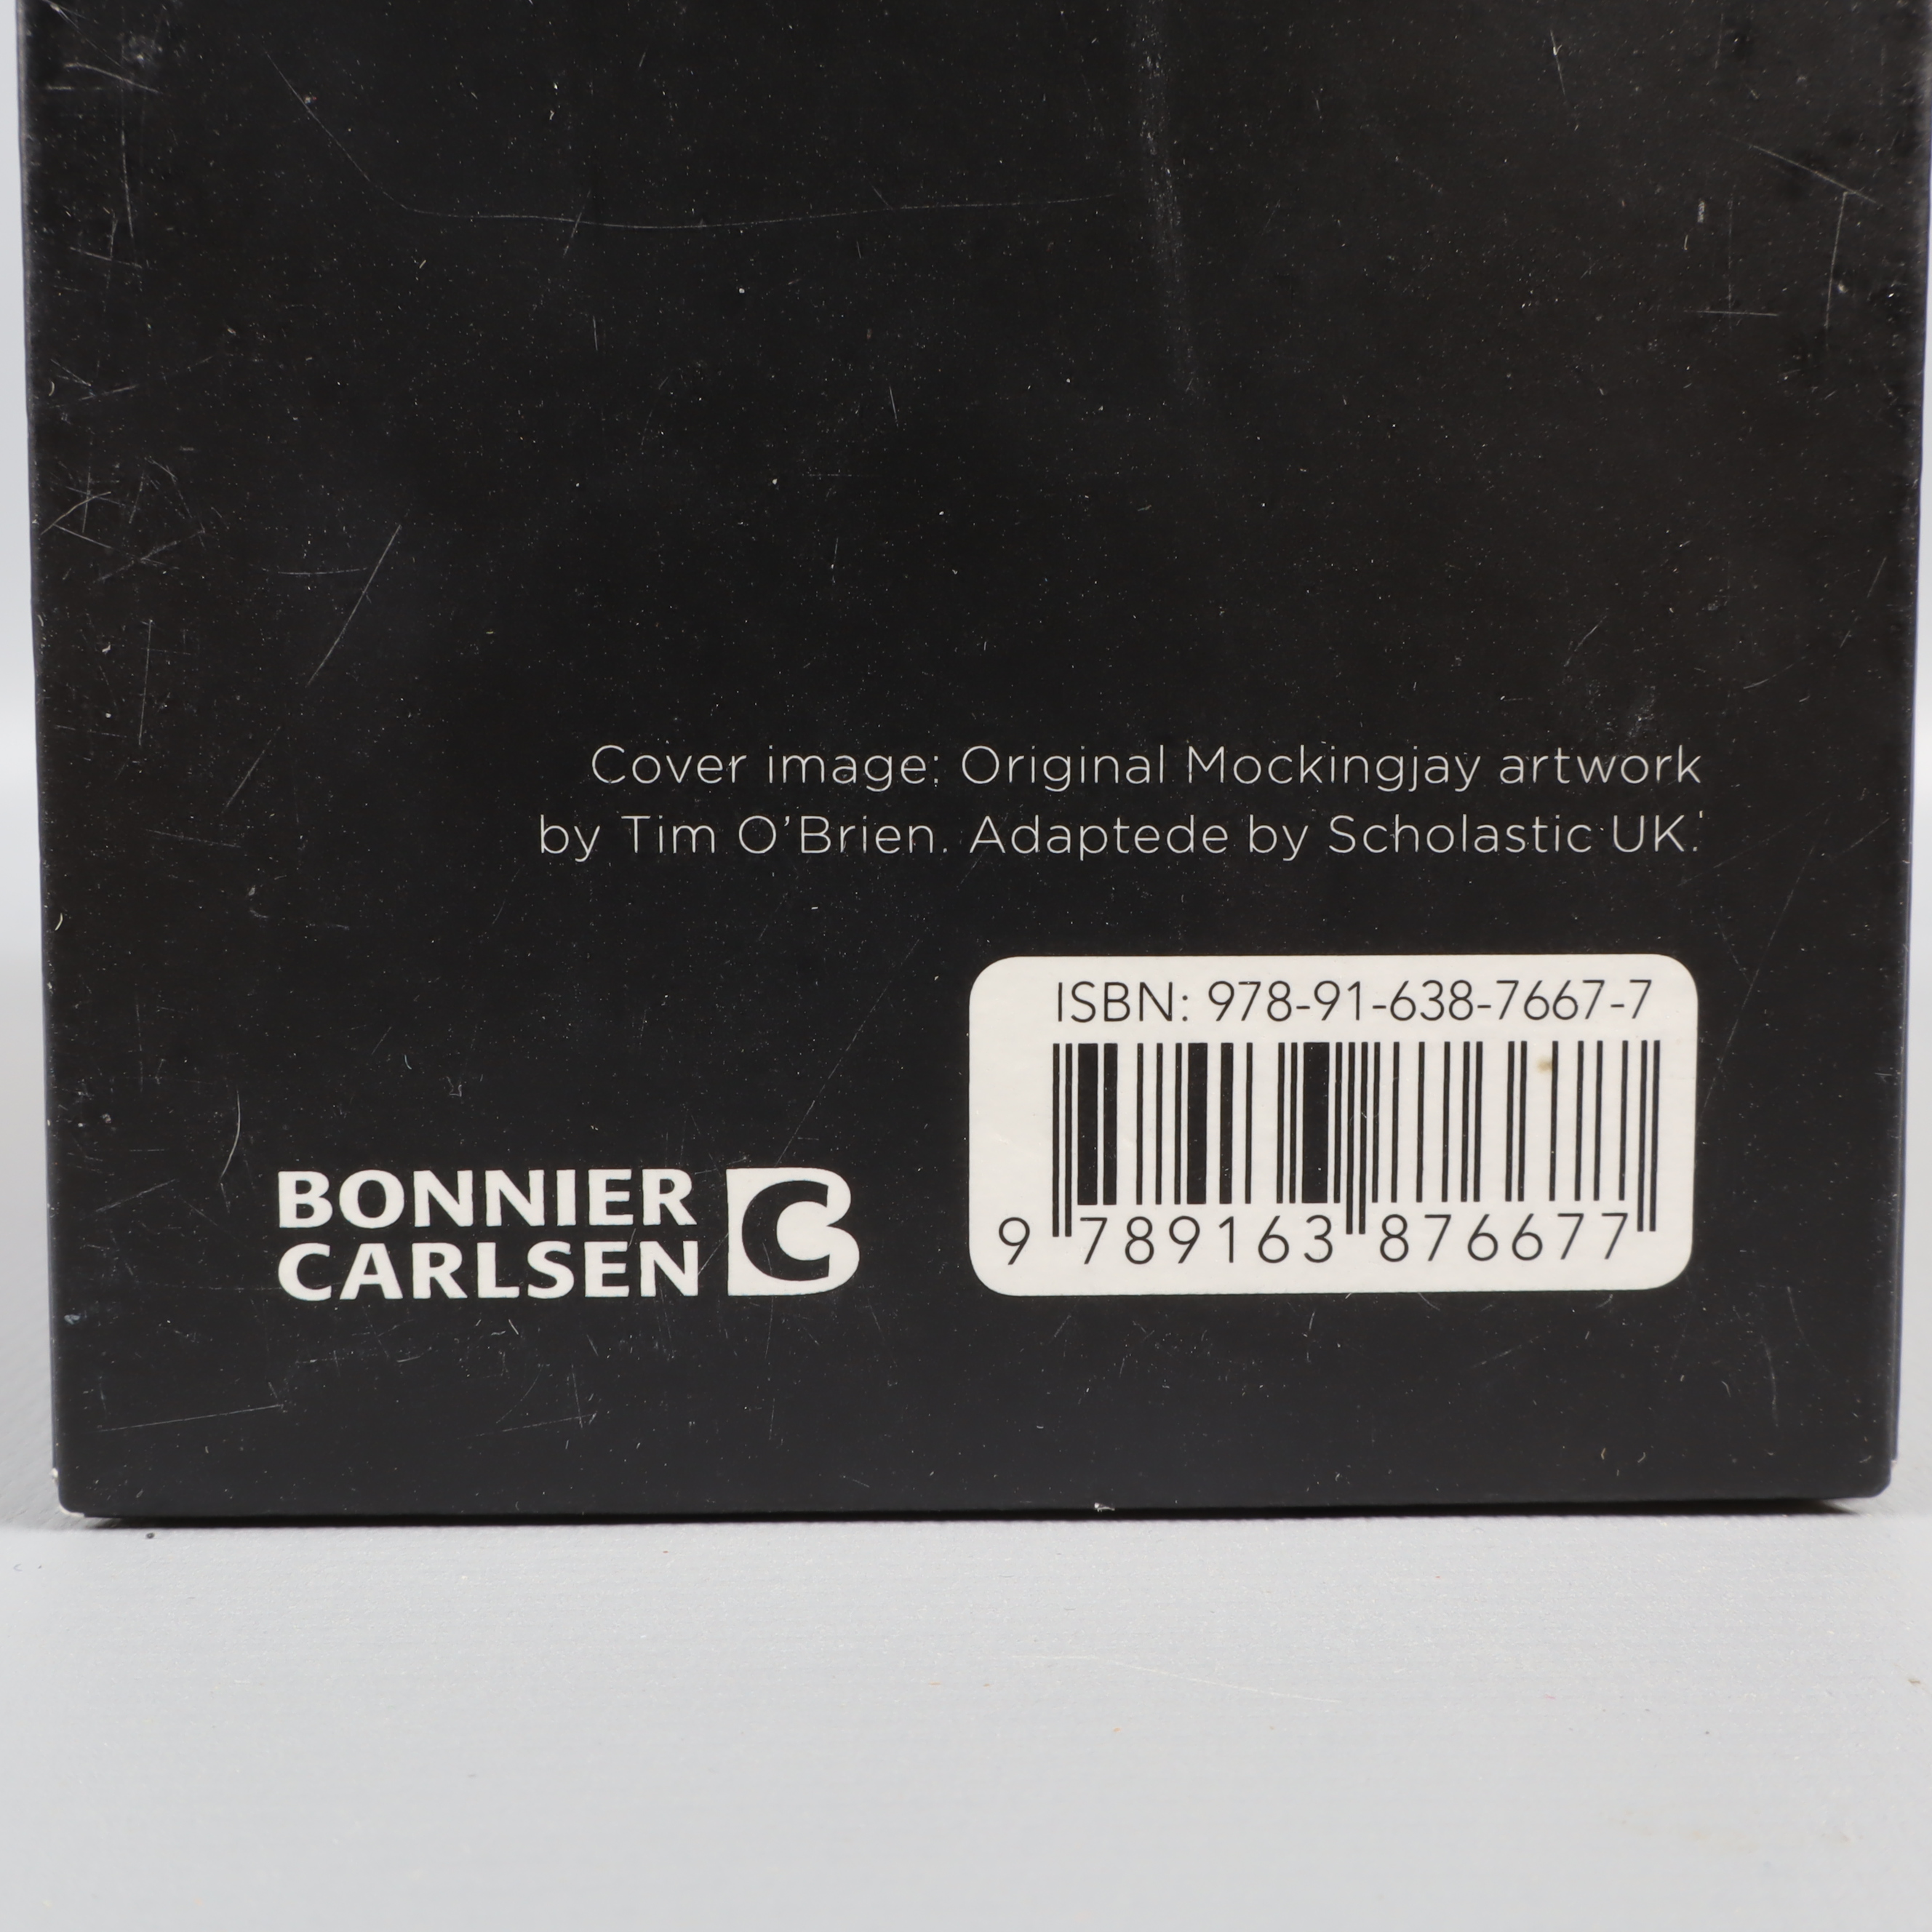 Cover image: Original Mockingjay artwork
by Tim O'Brien. Adaptede by Scholastic UK.
ISBN: 978-91-638-7667-7
9 789163 876677
BONNIER
CARLSEN